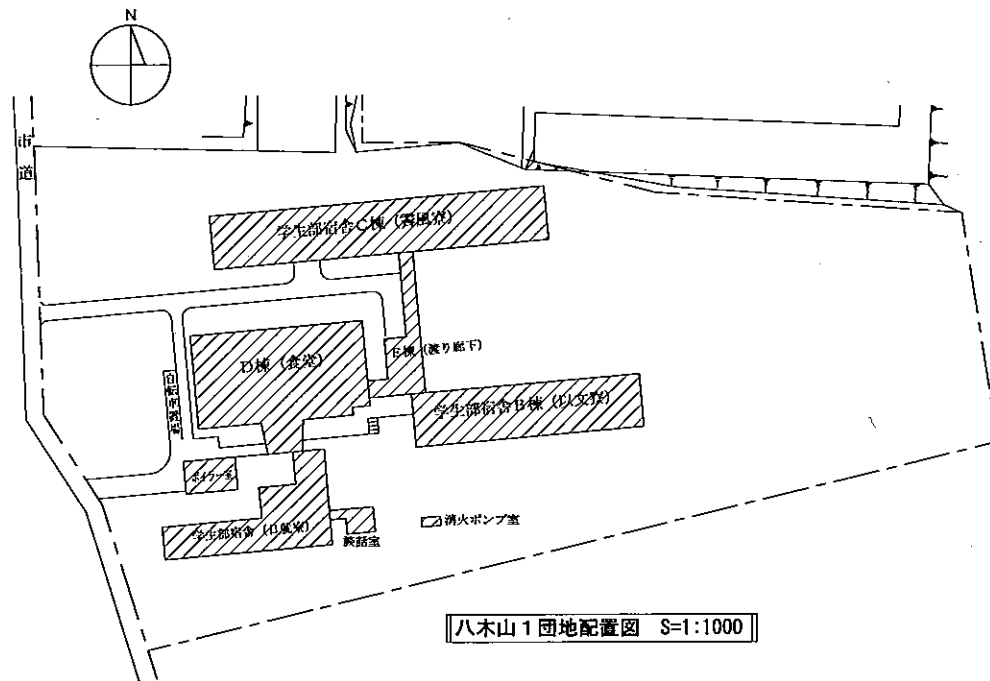 N
市道
学生部宿舎C棟（霽風寮）
E棟（渡り廊下）
D棟（食堂）
自転車置場
学生部宿舎B棟（以文寮）
ボイラー室
学生部宿舎（日就寮）
談話室
消火ポンプ室
八木山1団地配置図 S=1:1000